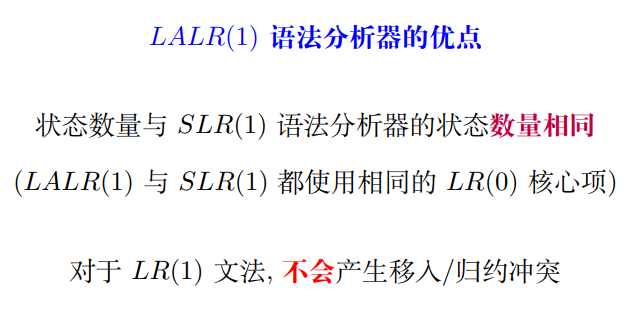 LALR(1) 语法分析器的优点
状态数量与 SLR(1) 语法分析器的状态数量相同
(LALR(1) 与 SLR(1) 都使用相同的 LR(0) 核心项)
对于 LR(1) 文法, 不会产生移入/归约冲突